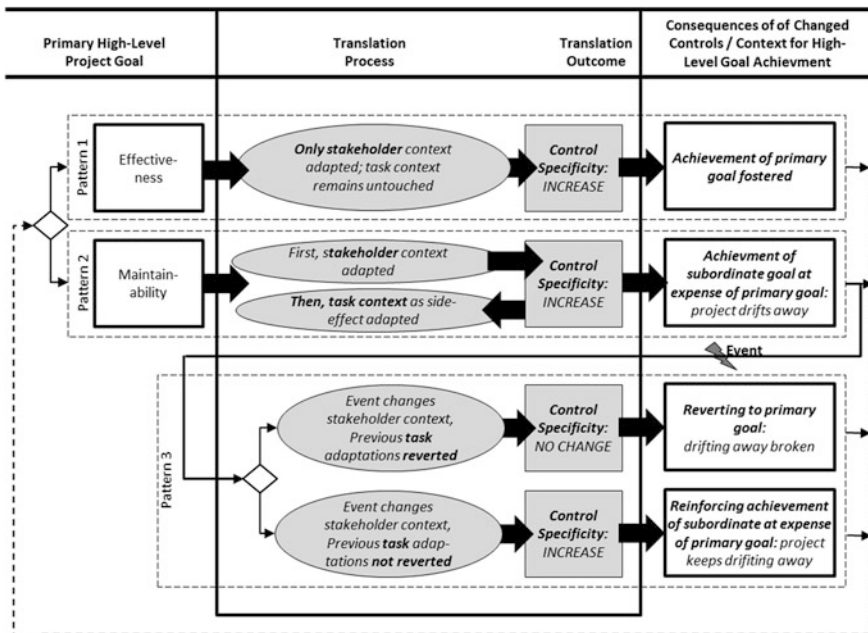 Primary High-Level
Project Goal
Translation
Process
Translation
Outcome
Consequences of of Changed
Controls / Context for High-
Level Goal Achievment
Pattern 1
Effective-
ness
Only stakeholder context
adapted; task context
remains untouched
Control
Specificity:
INCREASE
Achievement of primary
goal fostered
Pattern 2
Maintain-
ability
First, stakeholder context
adapted
Then, task context as side-
effect adapted
Control
Specificity:
INCREASE
Achievment of
subordinate goal at
expense of primary goal:
project drifts away
Event
Pattern 3
Event changes
stakeholder context,
Previous task
adaptations reverted
Control
Specificity:
NO CHANGE
Reverting to primary
goal:
drifting away broken
Event changes
stakeholder context,
Previous task adap-
tations not reverted
Control
Specificity:
INCREASE
Reinforcing achievement
of subordinate at expense
of primary goal: project
keeps drifiting away